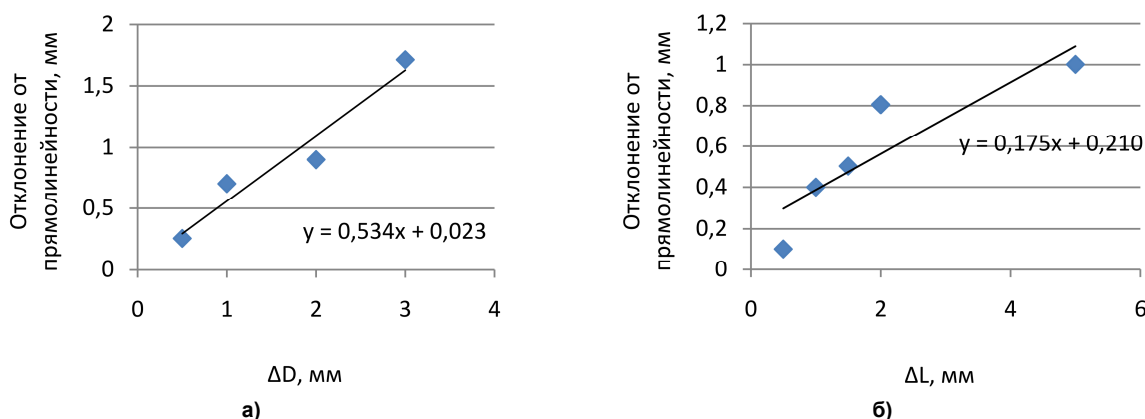 Отклонение от
прямолинейности, мм
2
1,5
1
0,5
0
0
1
2
3
4
y = 0,534x + 0,023
ΔD, мм
а)
Отклонение от
прямолинейности, мм
1,2
1
0,8
0,6
0,4
0,2
0
0
2
4
6
y = 0,175x + 0,210
ΔL, мм
б)